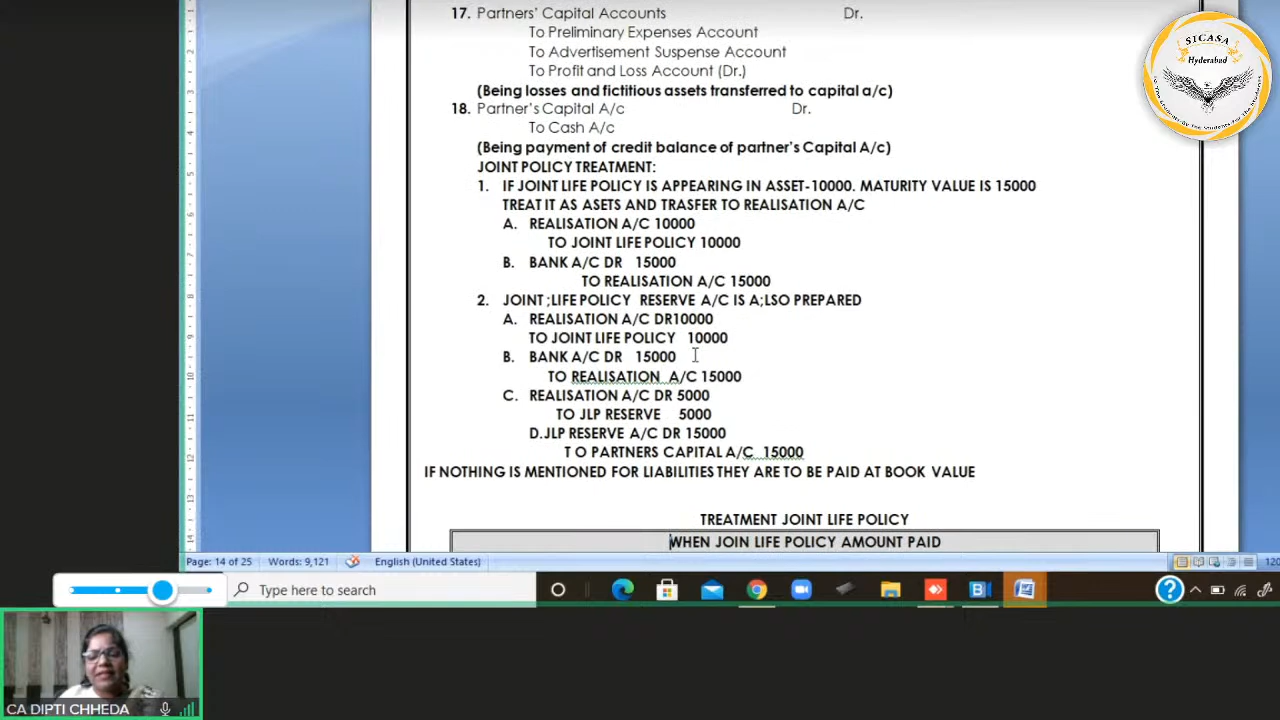 17. Partners' Capital Accounts Dr.
To Preliminary Expenses Account
To Advertisement Suspense Account
To Profit and Loss Account (Dr.)
(Being losses and fictitious assets transferred to capital a/c)
18. Partner's Capital A/c Dr.
To Cash A/c
(Being payment of credit balance of partner's Capital A/c)
JOINT POLICY TREATMENT:
1. IF JOINT LIFE POLICY IS APPEARING IN ASSET-10000. MATURITY VALUE IS 15000
TREAT IT AS ASETS AND TRASFER TO REALISATION A/C
A. REALISATION A/C 10000
TO JOINT LIFE POLICY 10000
B. BANK A/C DR 15000
TO REALISATION A/C 15000
2. JOINT ;LIFE POLICY RESERVE A/C IS A;LSO PREPARED
A. REALISATION A/C DR10000
TO JOINT LIFE POLICY 10000
B. BANK A/C DR 15000
TO REALISATION A/C 15000
C. REALISATION A/C DR 5000
TO JLP RESERVE 5000
D.JLP RESERVE A/C DR 15000
T O PARTNERS CAPITAL A/C 15000
IF NOTHING IS MENTIONED FOR LIABILITIES THEY ARE TO BE PAID AT BOOK VALUE
TREATMENT JOINT LIFE POLICY
WHEN JOIN LIFE POLICY AMOUNT PAID
Page: 14 of 25 Words: 9,121 English (United States) 120
Type here to search
CA DIPTI CHHEDA
SICASA
Hyderabad